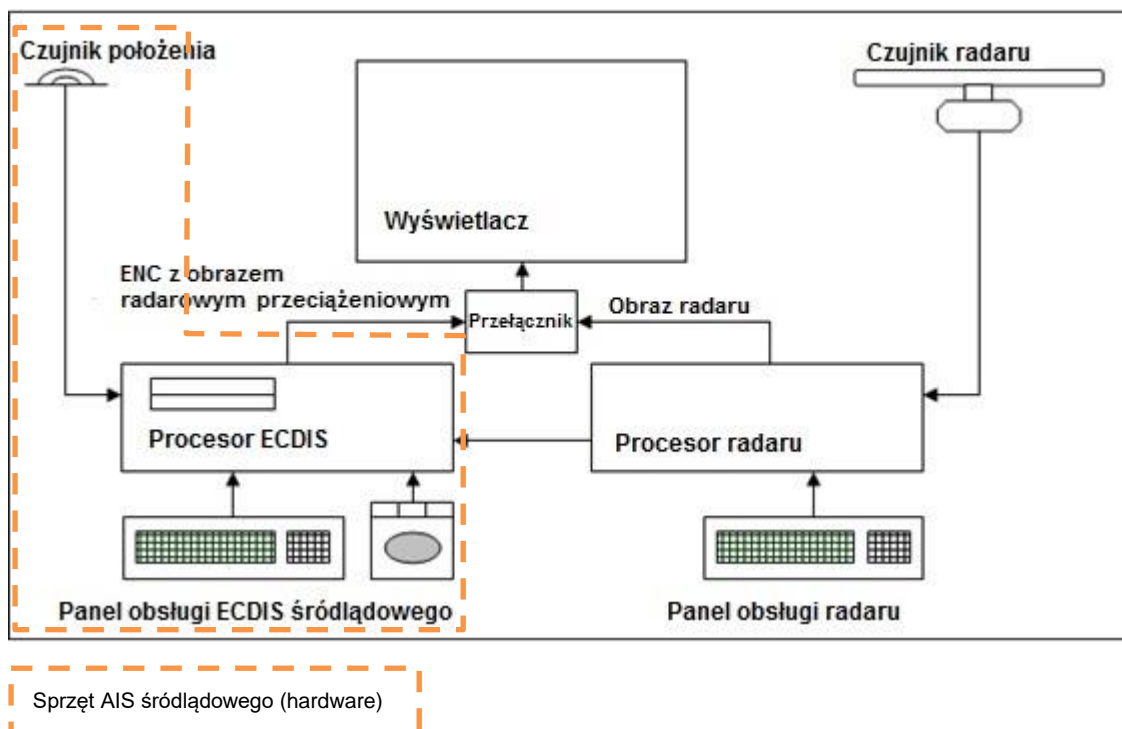 Czujnik położenia
Czujnik radaru
Wyświetlacz
ENC z obrazem
radarowym przeciążeniowym
Przełącznik
Obraz radaru
Procesor ECDIS
Procesor radaru
Panel obsługi ECDIS śródlądowego
Panel obsługi radaru
Sprzęt AIS śródlądowego (hardware)